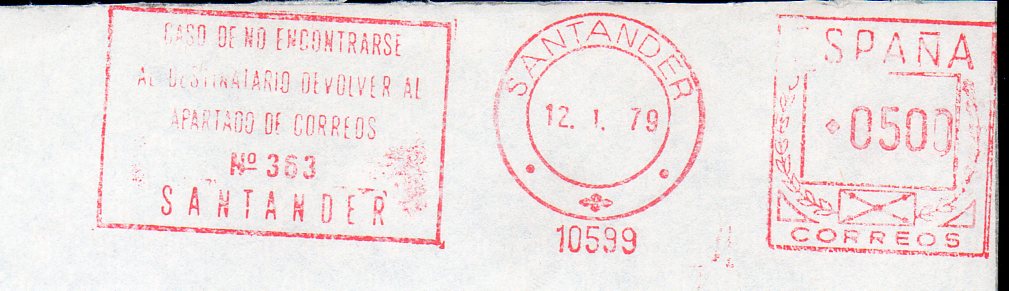 CASO DE NO ENCONTRARSE
AL DESTINATARIO DEVOLVER AL
APARTADO DE CORREOS
Nº 363
SANTANDER
SANTANDER
12. 1. 79
10599
SPAÑA
0500
CORREOS